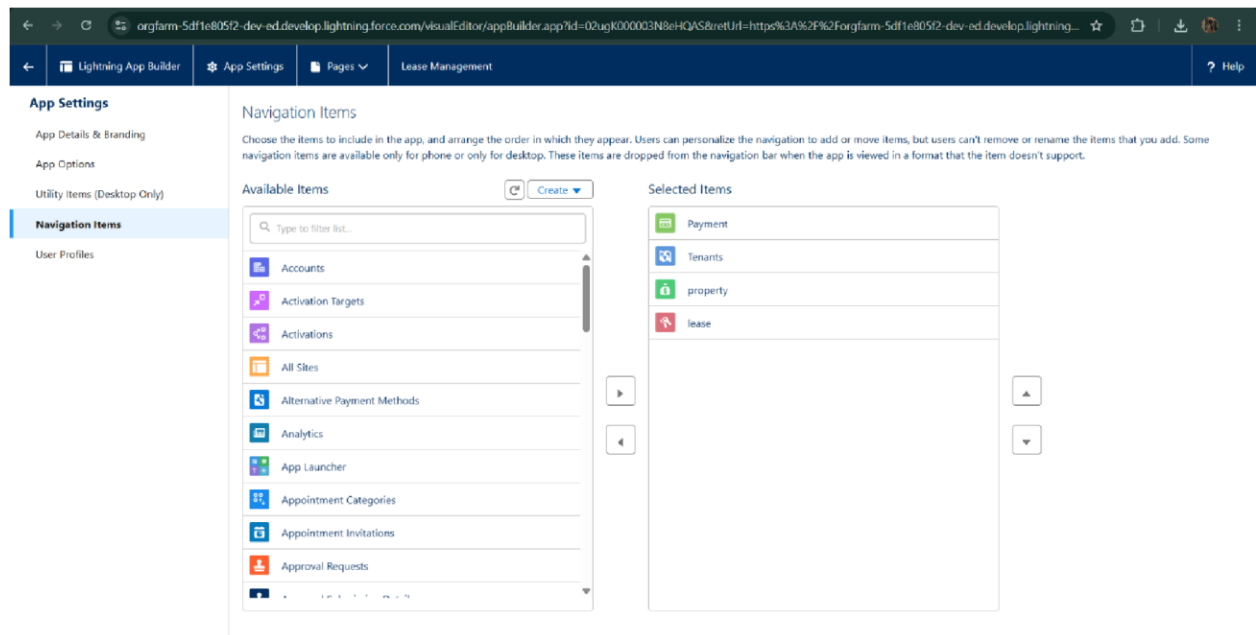 orgfarm-5df1e805f2-dev-ed.develop.lightning.force.com/visualEditor/appBuilder.app?id=02ugK000003N8eHQAS&retUrl=https%3A%2F%2Forgfarm-5df1e805f2-dev-ed.develop.lightning...
Lightning App Builder
App Settings
Pages
Lease Management
? Help
App Settings
App Details & Branding
App Options
Utility Items (Desktop Only)
Navigation Items
User Profiles
Navigation Items
Choose the items to include in the app, and arrange the order in which they appear. Users can personalize the navigation to add or move items, but users can't remove or rename the items that you add. Some
navigation items are available only for phone or only for desktop. These items are dropped from the navigation bar when the app is viewed in a format that the item doesn't support.
Available Items
Create
Type to filter list...
Accounts
Activation Targets
Activations
All Sites
Alternative Payment Methods
Analytics
App Launcher
Appointment Categories
Appointment Invitations
Approval Requests
Selected Items
Payment
Tenants
property
lease